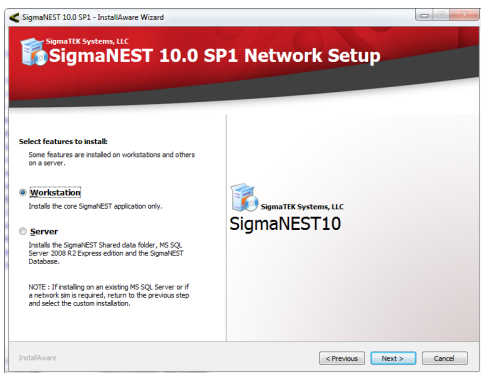 SigmaNEST 10.0 SP1 - InstallAware Wizard
SigmaTEK Systems, LLC
SigmaNEST 10.0 SP1 Network Setup
Select features to install:
Some features are installed on workstations and others
on a server.
Workstation
Installs the core SigmaNEST application only.
Server
Installs the SigmaNEST Shared data folder, MS SQL
Server 2008 R2 Express edition and the SigmaNEST
Database.
NOTE : If installing on an existing MS SQL Server or if
a network sim is required, return to the previous step
and select the custom installation.
SigmaTEK Systems, LLC
SigmaNEST10
InstallAware
< Previous
Next >
Cancel